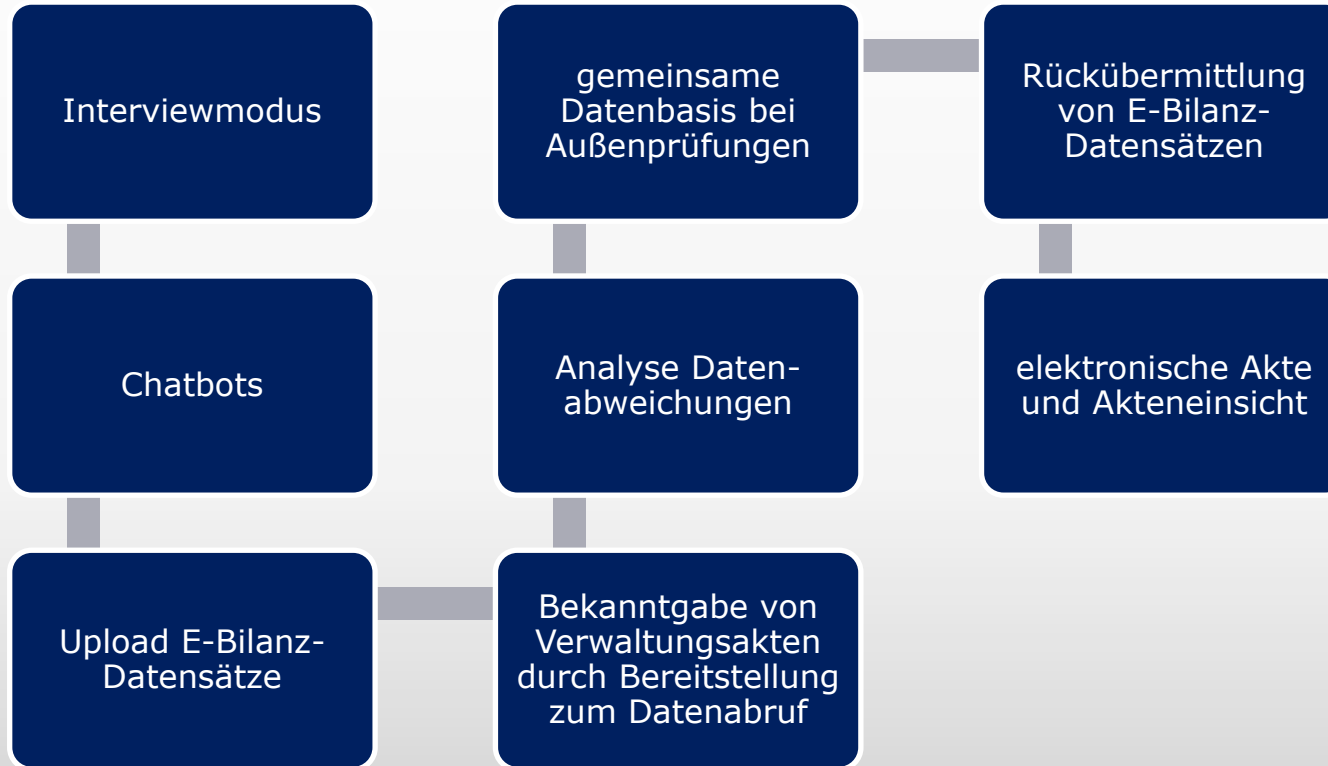 Interviewmodus
Chatbots
Upload E-Bilanz-
Datensätze
Bekanntgabe von
Verwaltungsakten
durch Bereitstellung
zum Datenabruf
Analyse Daten-
abweichungen
gemeinsame
Datenbasis bei
Außenprüfungen
Rückübermittlung
von E-Bilanz-
Datensätzen
elektronische Akte
und Akteneinsicht